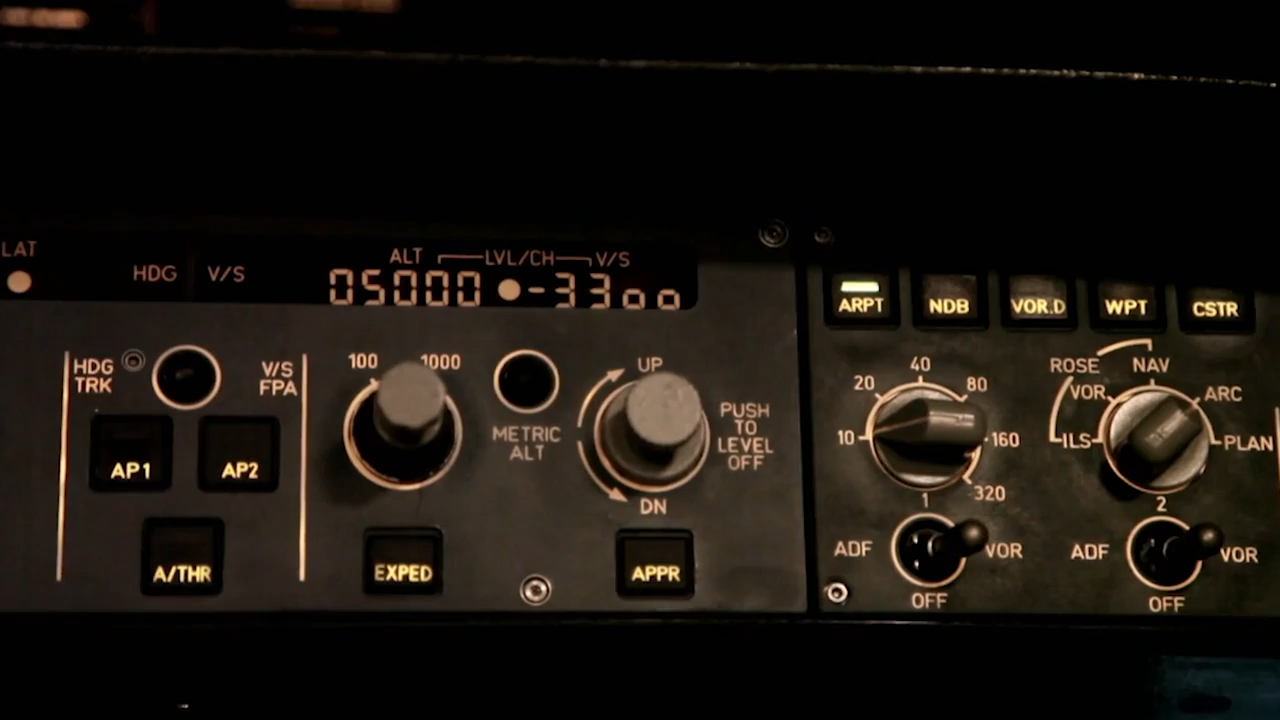 LAT
HDG V/S
ALT LVL/CH V/S
05000 -3300
HDG
TRK
V/S
FPA
100 1000
METRIC
ALT
UP
DN
PUSH
TO
LEVEL
OFF
AP1 AP2
A/THR
EXPED
APPR
ARPT NDB VOR.D WPT CSTR
10 20 40 80 160 320
ROSE
ILS VOR NAV ARC PLAN
1
ADF VOR
OFF
2
ADF VOR
OFF